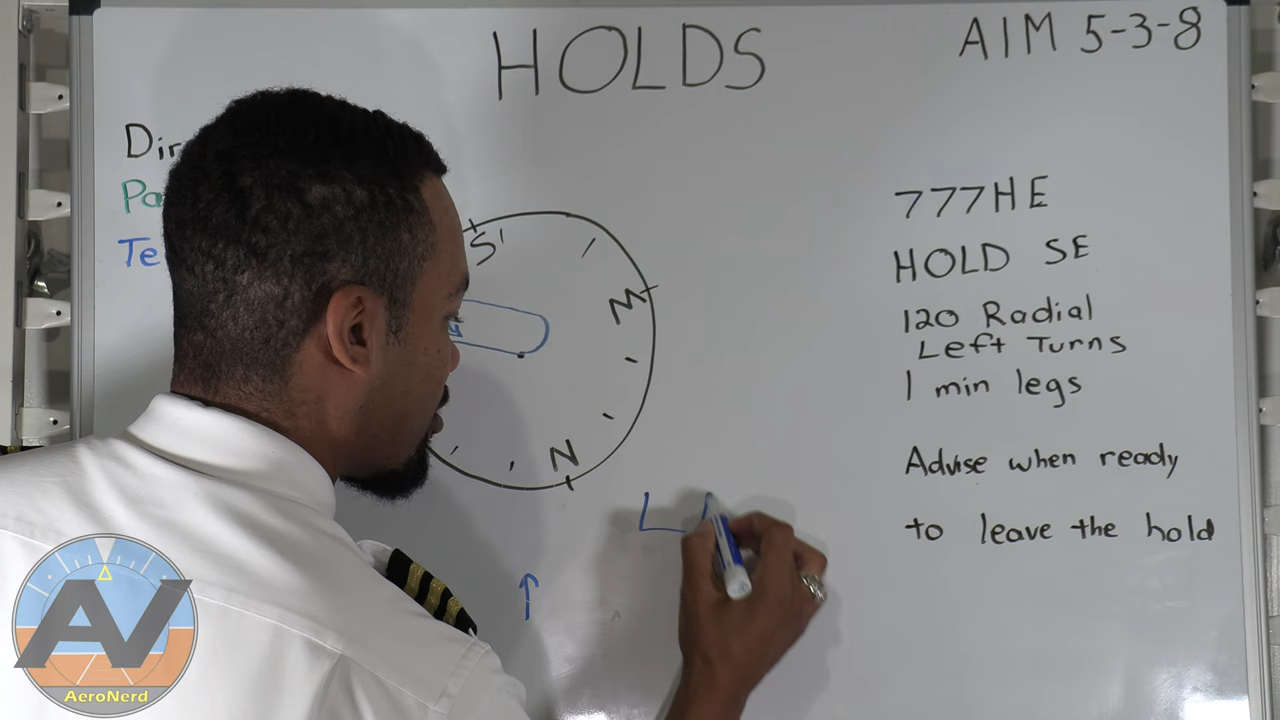 HOLDS
AIM 5-3-8
777HE
HOLD SE
120 Radial
Left Turns
1 min legs
Advise when ready
to leave the hold
S
M
N
L
AV
AeroNerd